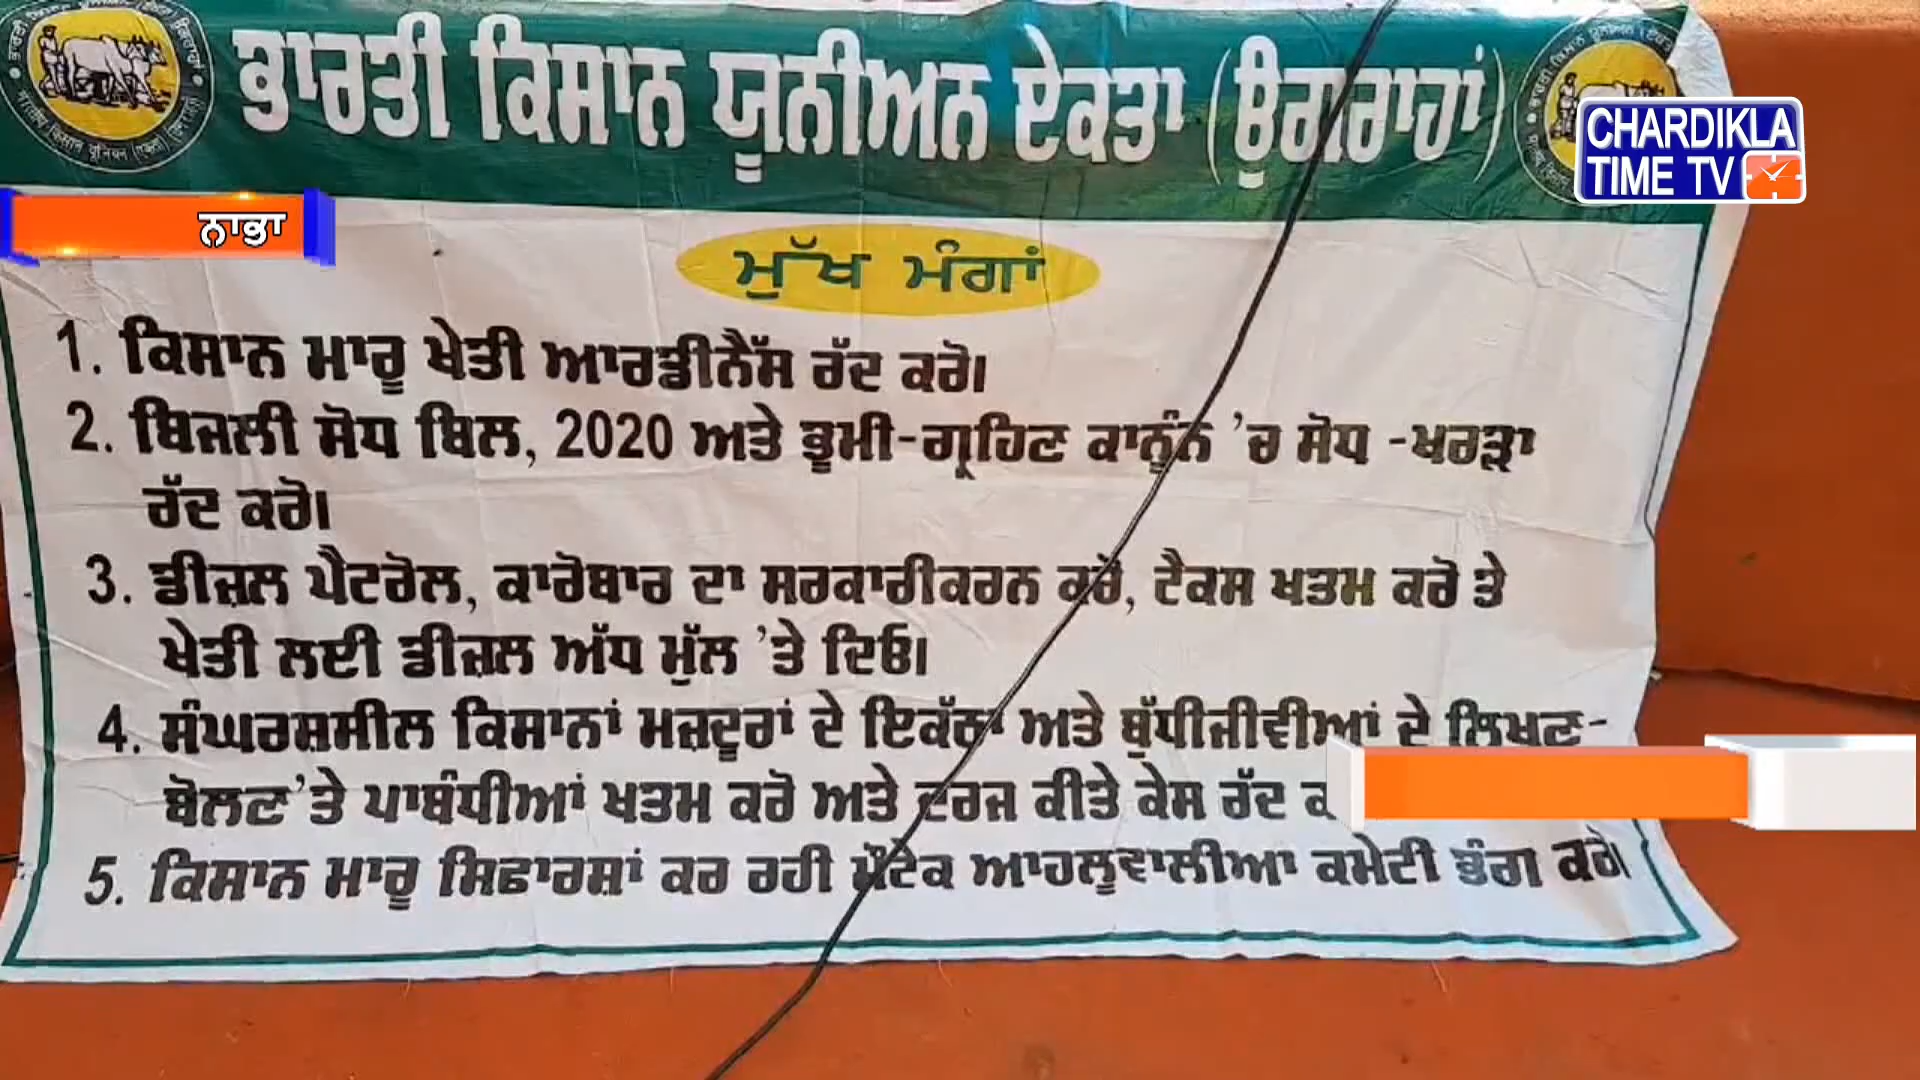 ਭਾਰਤੀ ਕਿਸਾਨ ਯੂਨੀਅਨ ਏਕਤਾ (ਉਗਰਾਹਾਂ)
CHARDIKLA
TIME TV
ਨਾਭਾ
ਮੁੱਖ ਮੰਗਾਂ
1. ਕਿਸਾਨ ਮਾਰੂ ਖੇਤੀ ਆਰਡੀਨੈਂਸ ਰੱਦ ਕਰੋ।
2. ਬਿਜਲੀ ਸੋਧ ਬਿਲ, 2020 ਅਤੇ ਭੂਮੀ-ਗ੍ਰਹਿਣ ਕਾਨੂੰਨ 'ਚ ਸੋਧ -ਖਰੜਾ
ਰੱਦ ਕਰੋ।
3. ਡੀਜ਼ਲ ਪੈਟਰੋਲ, ਕਾਰੋਬਾਰ ਦਾ ਸਰਕਾਰੀਕਰਨ ਕਰੋ, ਟੈਕਸ ਖਤਮ ਕਰੋ ਤੇ
ਖੇਤੀ ਲਈ ਡੀਜ਼ਲ ਅੱਧ ਮੁੱਲ 'ਤੇ ਦਿਓ।
4. ਸੰਘਰਸ਼ਸੀਲ ਕਿਸਾਨਾਂ ਮਜ਼ਦੂਰਾਂ ਦੇ ਇਕੱਠਾਂ ਅਤੇ ਬੁੱਧੀਜੀਵੀਆਂ ਦੇ ਲਿਖਣ-
ਬੋਲਣ'ਤੇ ਪਾਬੰਧੀਆਂ ਖਤਮ ਕਰੋ ਅਤੇ ਦਰਜ ਕੀਤੇ ਕੇਸ ਰੱਦ
5. ਕਿਸਾਨ ਮਾਰੂ ਸਿਫਾਰਸ਼ਾਂ ਕਰ ਰਹੀ ਮੌਂਟੇਕ ਆਹਲੂਵਾਲੀਆ ਕਮੇਟੀ ਭੰਗ ਕਰੋ।